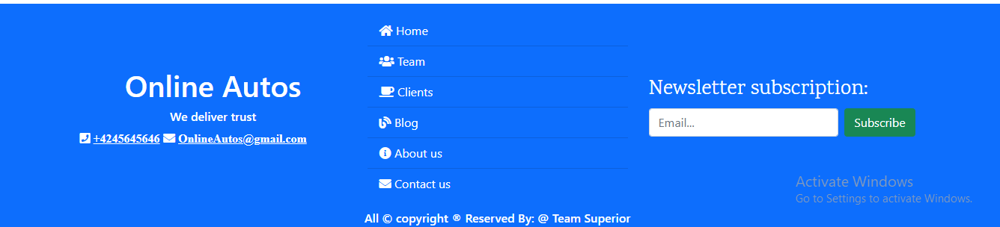 Online Autos
We deliver trust
+4245645646 OnlineAutos@gmail.com
Home
Team
Clients
Blog
About us
Contact us
Newsletter subscription:
Email... Subscribe
Activate Windows
Go to Settings to activate Windows.
All © copyright ® Reserved By: @ Team Superior